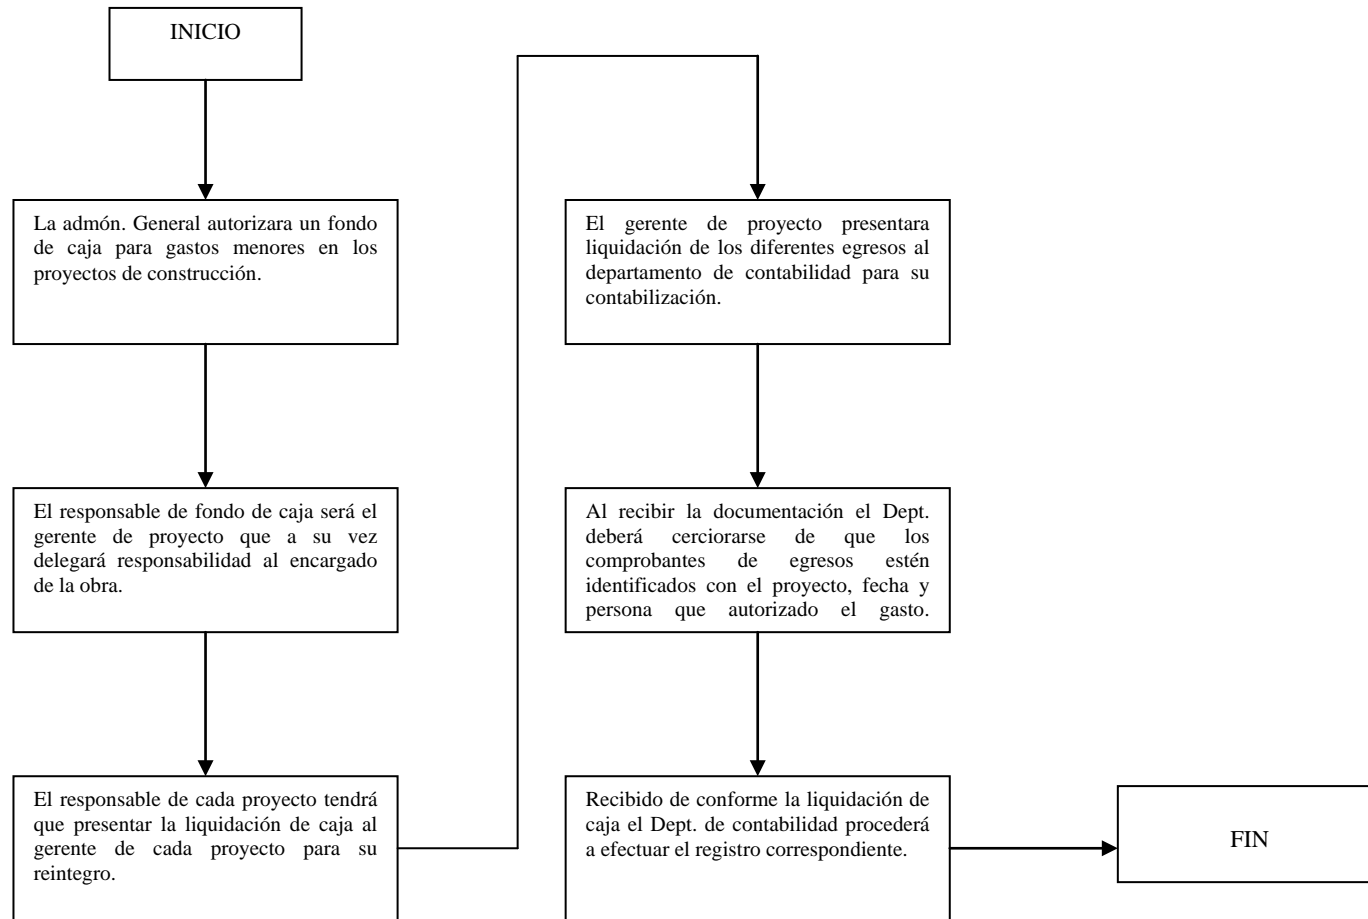 INICIO
La admón. General autorizara un fondo
de caja para gastos menores en los
proyectos de construcción.
El responsable de fondo de caja será el
gerente de proyecto que a su vez
delegará responsabilidad al encargado
de la obra.
El responsable de cada proyecto tendrá
que presentar la liquidación de caja al
gerente de cada proyecto para su
reintegro.
El gerente de proyecto presentara
liquidación de los diferentes egresos al
departamento de contabilidad para su
contabilización.
Al recibir la documentación el Dept.
deberá cerciorarse de que los
comprobantes de egresos estén
identificados con el proyecto, fecha y
persona que autorizado el gasto.
Recibido de conforme la liquidación de
caja el Dept. de contabilidad procederá
a efectuar el registro correspondiente.
FIN